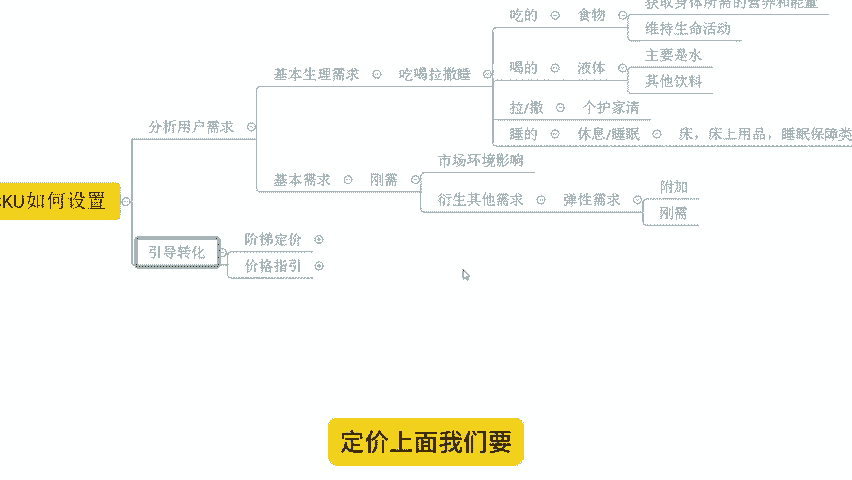 KU如何设置
分析用户需求
基本生理需求
吃喝拉撒睡
吃的
食物
获取身体所需的营养和能量
维持生命活动
喝的
液体
主要是水
其他饮料
拉/撒
个护家清
睡的
休息/睡眠
床，床上用品，睡眠保障类
基本需求
刚需
市场环境影响
衍生其他需求
弹性需求
附加
刚需
引导转化
阶梯定价
价格指引
定价上面我们要